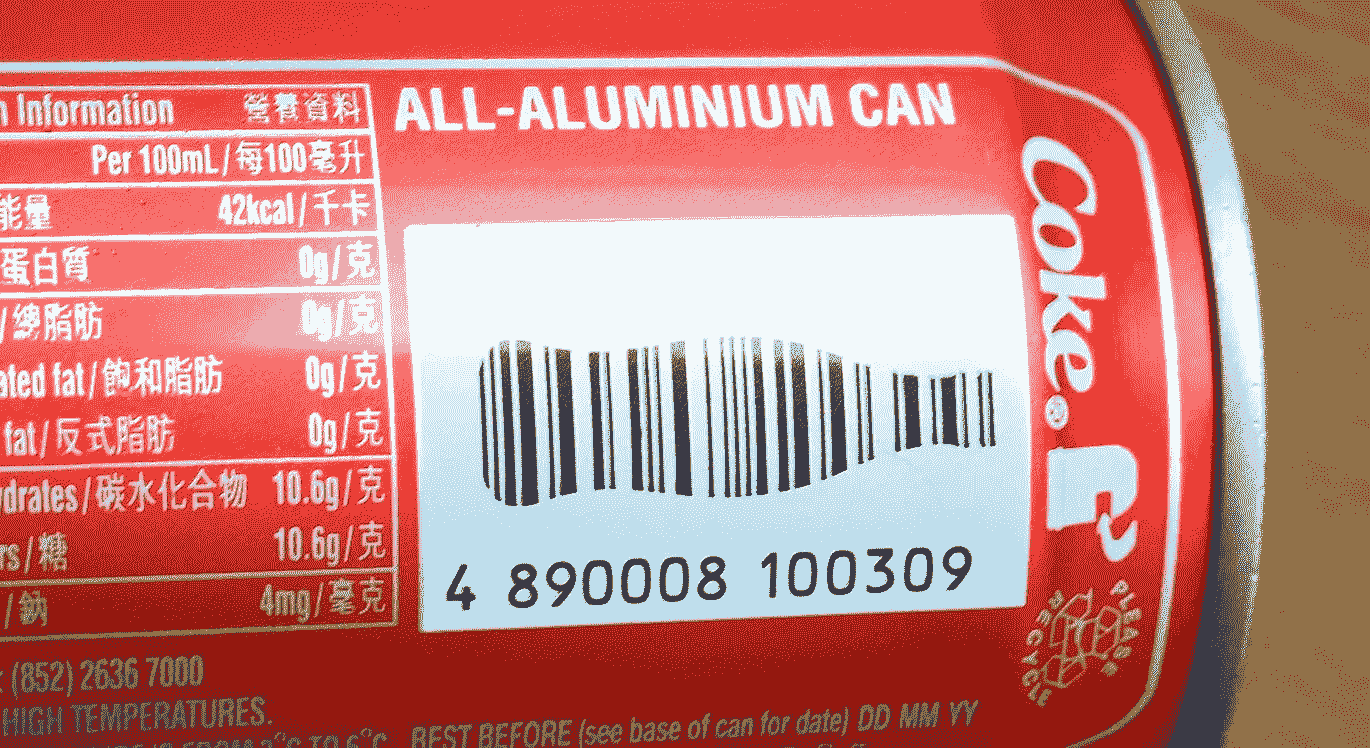 Information 營養資料
Per 100mL / 每100毫升
能量 42kcal / 千卡
蛋白質 0g / 克
/ 總脂肪 0g / 克
fat / 飽和脂肪 0g / 克
fat / 反式脂肪 0g / 克
/ 碳水化合物 10.6g / 克
/ 糖 10.6g / 克
/ 鈉 4mg / 毫克
(852) 2636 7000
HIGH TEMPERATURES.
ALL-ALUMINIUM CAN
4 890008 100309
BEST BEFORE (see base of can for date) DD MM YY
Coke®
PLEASE RECYCLE